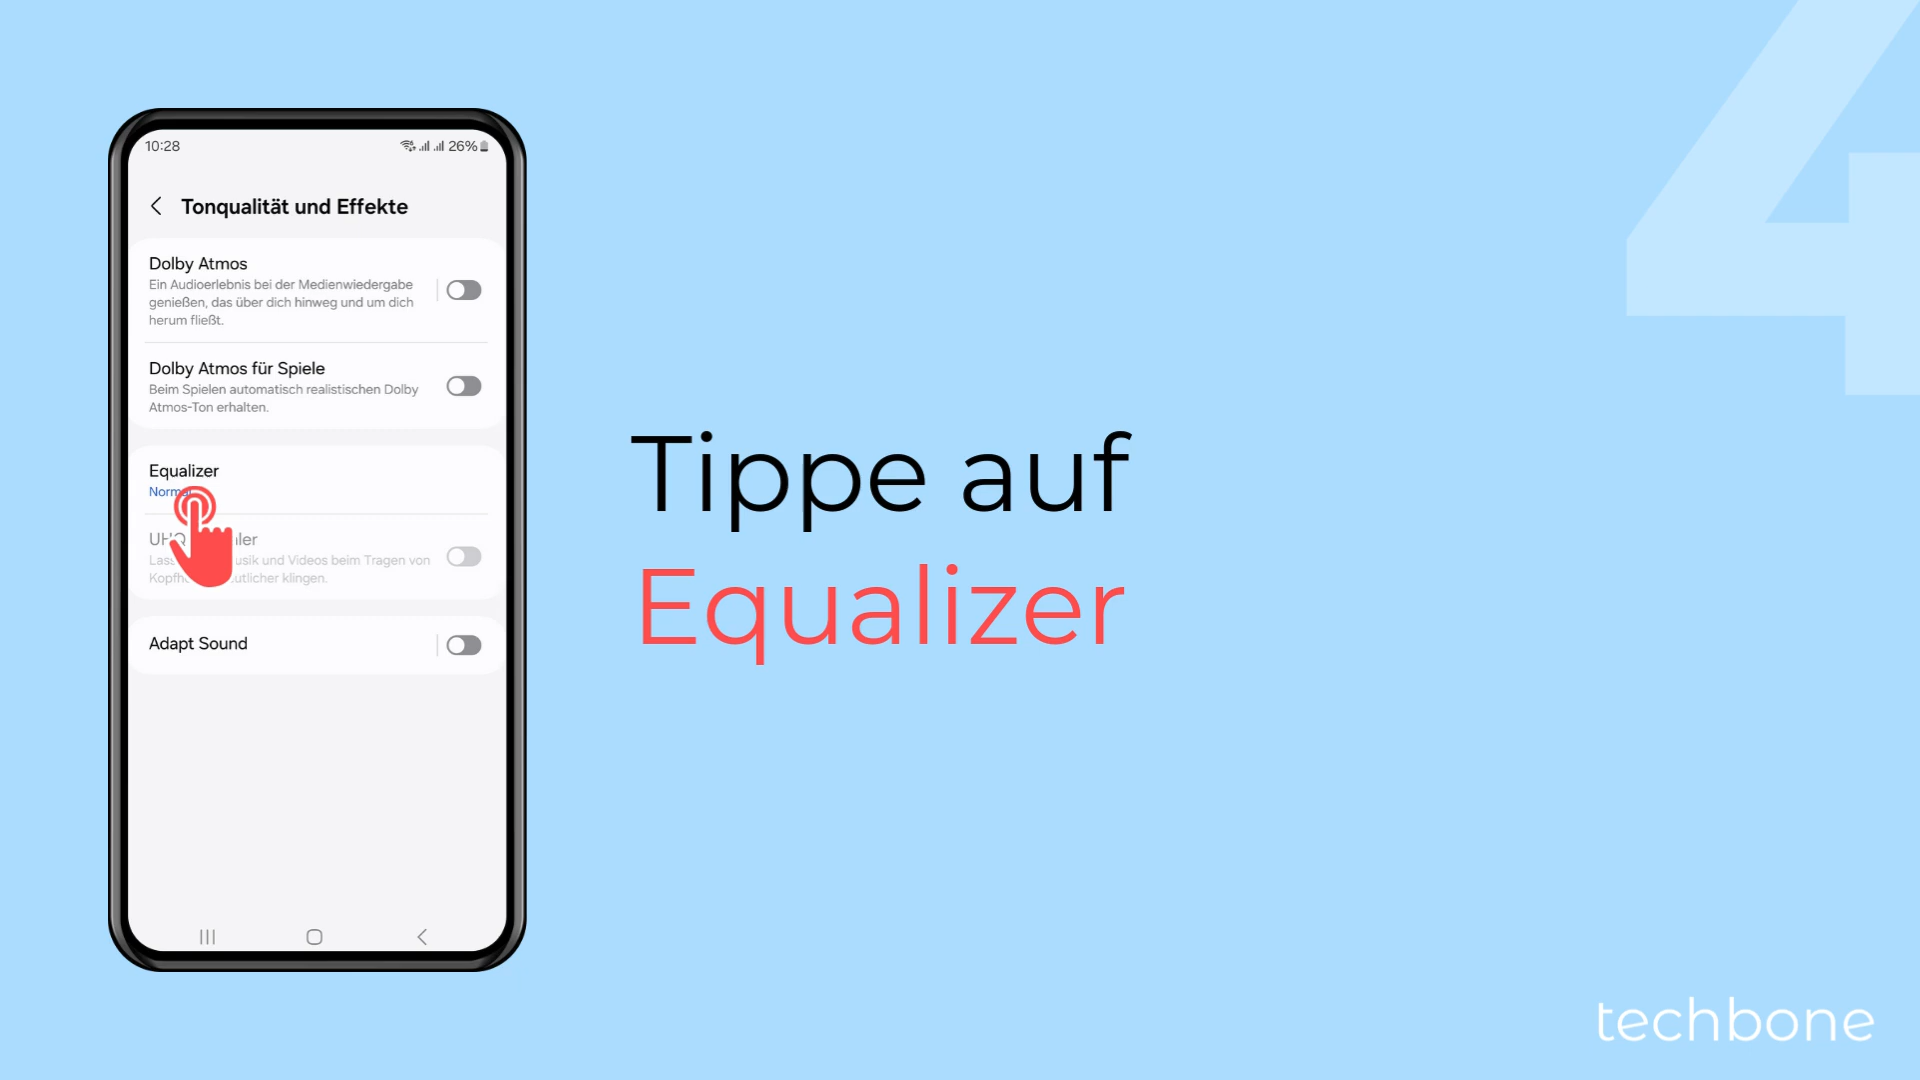 4
10:28
26%
Tonqualität und Effekte
Dolby Atmos
Ein Audioerlebnis bei der Medienwiedergabe
genießen, das über dich hinweg und um dich
herum fließt.
Dolby Atmos für Spiele
Beim Spielen automatisch realistischen Dolby
Atmos-Ton erhalten.
Equalizer
usik und Videos beim Tragen von
klingen.
Adapt Sound
Tippe auf
Equalizer
techbone